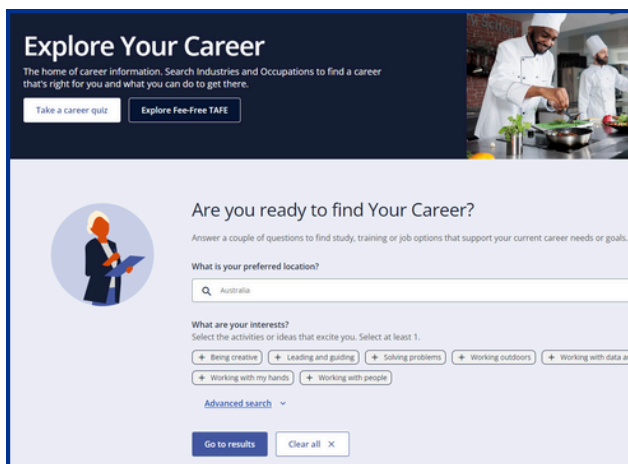 Explore Your Career
The home of career information. Search Industries and Occupations to find a career
that's right for you and what you can do to get there.
Take a career quiz
Explore Fee-Free TAFE
Are you ready to find Your Career?
Answer a couple of questions to find study, training or job options that support your current career needs or goals.
What is your preferred location?
Australia
What are your interests?
Select the activities or ideas that excite you. Select at least 1.
+ Being creative + Leading and guiding + Solving problems + Working outdoors + Working with data
+ Working with my hands + Working with people
Advanced search
Go to results Clear all ×